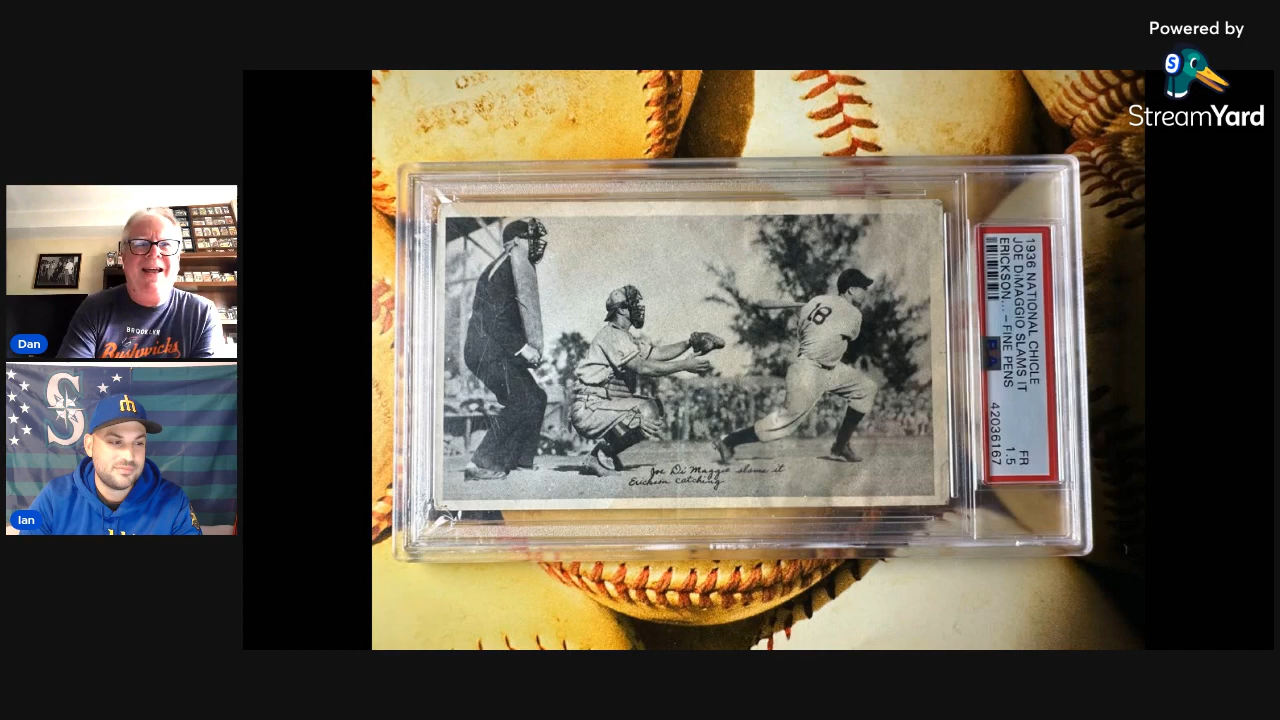 Powered by
S
StreamYard
BROOKLYN
Bushwicks
Dan
S
m
Ian
18
Joe Di Maggio slams it
Erickson catching
1936 NATIONAL CHICLE
JOE DiMAGGIO SLAMS IT
ERICKSON... – FINE PENS
FR
1.5
42036167